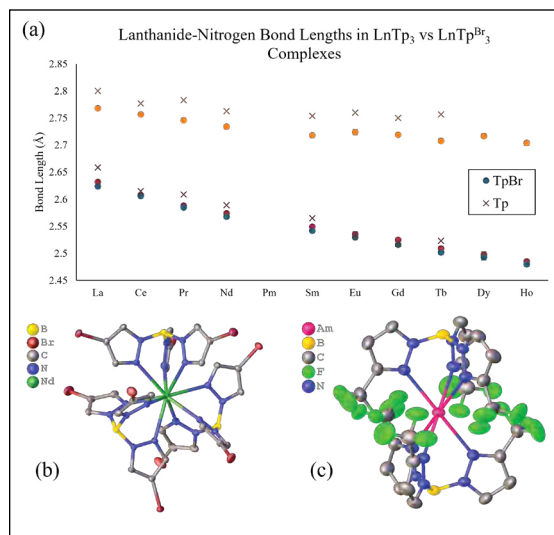 (a)
Lanthanide-Nitrogen Bond Lengths in LnTp₃ vs LnTpᴮʳ₃
Complexes
2.85
2.8
2.75
2.7
2.65
2.6
2.55
2.5
2.45
Bond Length (Å)
TpBr
Tp
La Ce Pr Nd Pm Sm Eu Gd Tb Dy Ho
B
Br
C
N
Nd
(b)
Am
B
C
F
N
(c)